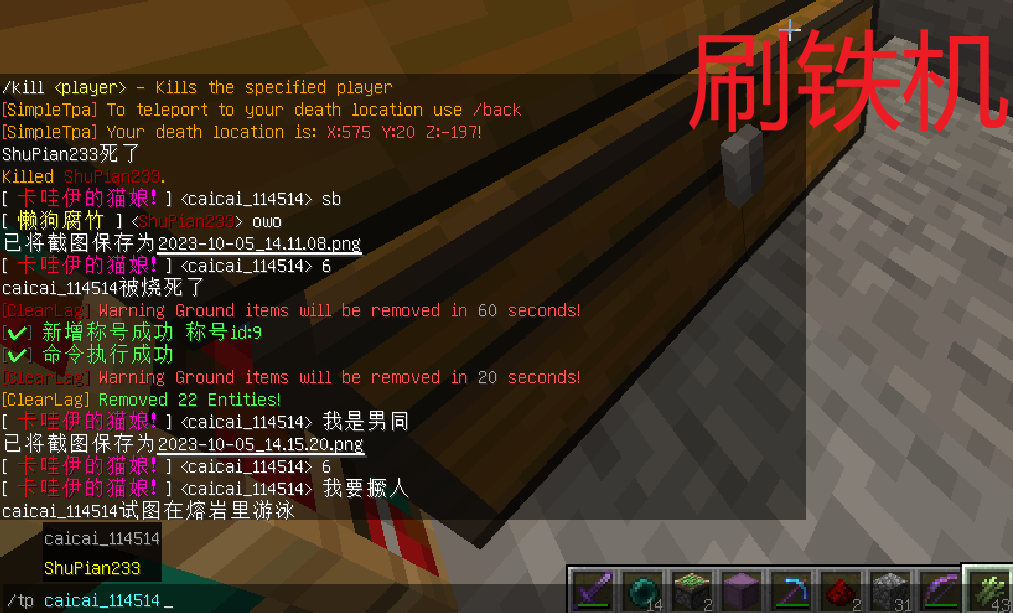 刷铁机
/kill <player> - Kills the specified player
[SimpleTpa] To teleport to your death location use /back
[SimpleTpa] Your death location is: X:575 Y:20 Z:-197!
ShuPian233死了
Killed ShuPian233.
[ 卡哇伊的猫娘! ] <caicai_114514> sb
[ 懒狗腐竹 ] <ShuPian233> owo
已将截图保存为2023-10-05_14.11.08.png
[ 卡哇伊的猫娘! ] <caicai_114514> 6
caicai_114514被烧死了
[ClearLag] Warning Ground items will be removed in 60 seconds!
[✔] 新增称号成功 称号id:9
[✔] 命令执行成功
[ClearLag] Warning Ground items will be removed in 20 seconds!
[ClearLag] Removed 22 Entities!
[ 卡哇伊的猫娘! ] <caicai_114514> 我是男同
已将截图保存为2023-10-05_14.15.20.png
[ 卡哇伊的猫娘! ] <caicai_114514> 6
[ 卡哇伊的猫娘! ] <caicai_114514> 我要撅人
caicai_114514试图在熔岩里游泳
caicai_114514
ShuPian233
/tp caicai_114514_
14 2 2 31 43